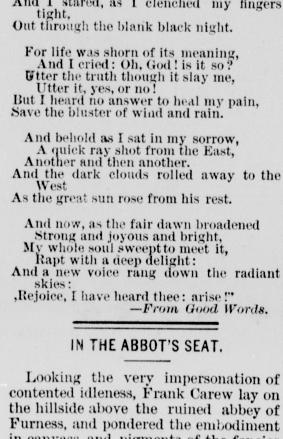 And I stared, as I clenched my fingers
tight,
Out through the blank black night.
For life was shorn of its meaning,
And I cried: Oh, God! is it so?
Utter the truth though it slay me,
Utter it, yes, or no!
But I heard no answer to heal my pain,
Save the bluster of wind and rain.
And behold as I sat in my sorrow,
A quick ray shot from the East,
Another and then another.
And the dark clouds rolled away to the
West
As the great sun rose from his rest.
And now, as the fair dawn broadened
Strong and joyous and bright,
My whole soul sweept to meet it,
Rapt with a deep delight:
And a new voice rang down the radiant
skies:
„Rejoice, I have heard thee: arise!"
—From Good Words.
IN THE ABBOT'S SEAT.
Looking the very impersonation of
contented idleness, Frank Carew lay on
the hillside above the ruined abbey of
Furness, and pondered the embodiment
in and pigments of the